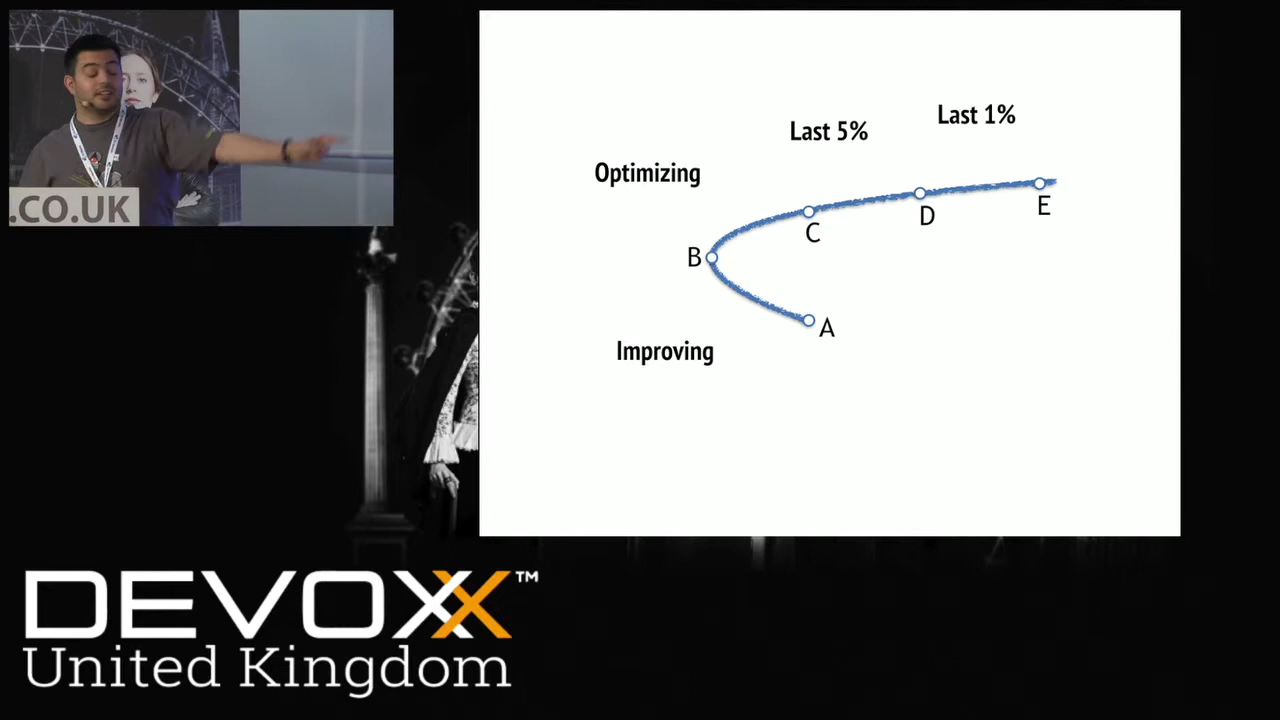 .CO.UK
Last 1%
Last 5%
Optimizing
C
D
E
B
A
Improving
DEVOXX™
United Kingdom